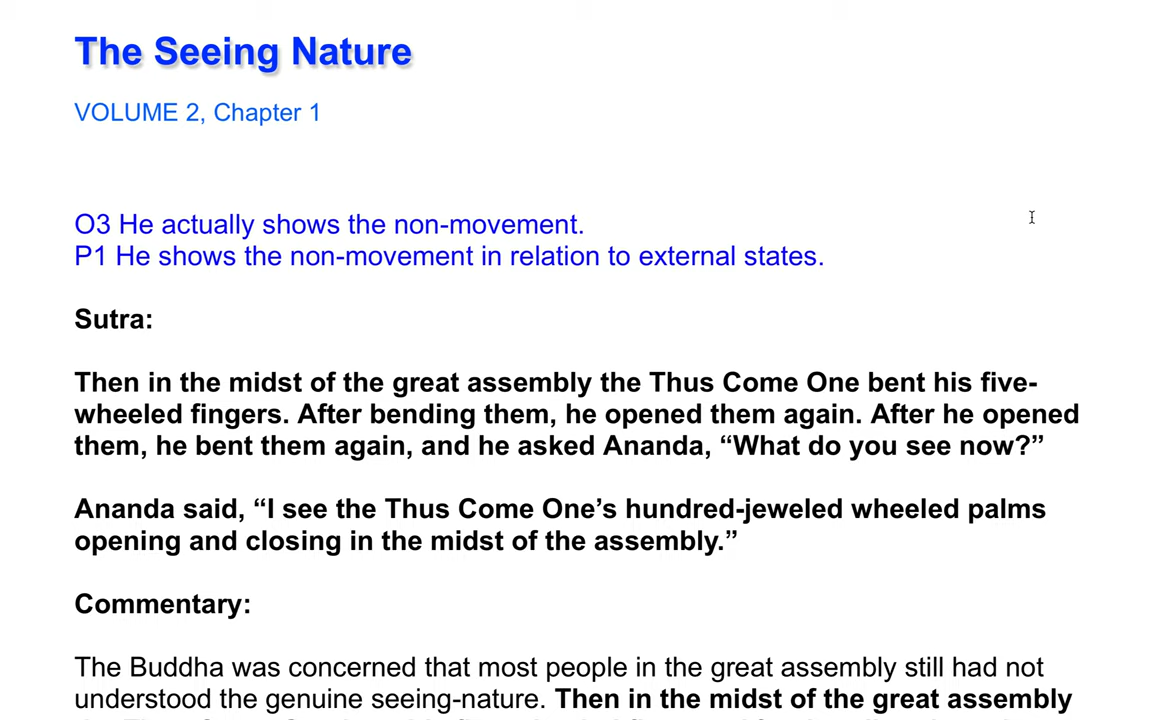 The Seeing Nature
VOLUME 2, Chapter 1
O3 He actually shows the non-movement.
P1 He shows the non-movement in relation to external states.
Sutra:
Then in the midst of the great assembly the Thus Come One bent his five-
wheeled fingers. After bending them, he opened them again. After he opened
them, he bent them again, and he asked Ananda, “What do you see now?”
Ananda said, “I see the Thus Come One’s hundred-jeweled wheeled palms
opening and closing in the midst of the assembly.”
Commentary:
The Buddha was concerned that most people in the great assembly still had not
understood the genuine seeing-nature. Then in the midst of the great assembly